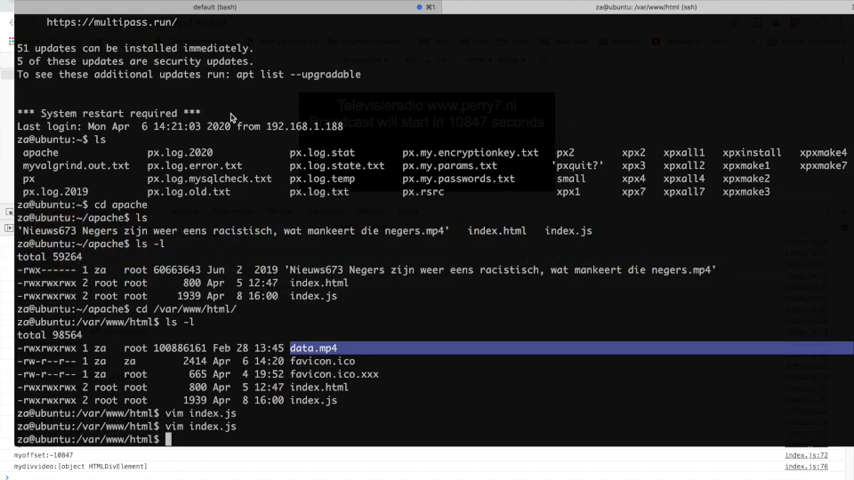 default (bash)
⌘1
za@ubuntu: /var/www/html (ssh)
https://multipass.run/
51 updates can be installed immediately.
5 of these updates are security updates.
To see these additional updates run: apt list --upgradable
Televisieradio www.perry7.nl
Broadcast will start in 10847 seconds
*** System restart required ***
Last login: Mon Apr  6 14:21:03 2020 from 192.168.1.188
za@ubuntu:~$ ls
apache px.log.2020 px.log.stat px.my.encryptionkey.txt px2 xpx2 xpxall1 xpxinstall xpxmake4
myvalgrind.out.txt px.log.error.txt px.log.state.txt px.my.params.txt 'pxquit?' xpx3 xpxall2 xpxmake1 xpxmake7
px px.log.mysqlcheck.txt px.log.temp px.my.passwords.txt small xpx4 xpxall4 xpxmake2
px.log.2019 px.log.old.txt px.log.txt px.rsrc xpx1 xpx7 xpxall7 xpxmake3
za@ubuntu:~$ cd apache
za@ubuntu:~/apache$ ls
'Nieuws673 Negers zijn weer eens racistisch, wat mankeert die negers.mp4' index.html index.js
za@ubuntu:~/apache$ ls -l
total 59264
-rwx------ 1 za   root 60663643 Jun  2  2019 'Nieuws673 Negers zijn weer eens racistisch, wat mankeert die negers.mp4'
-rwxrwxrwx 2 root root      800 Apr  5 12:47 index.html
-rwxrwxrwx 2 root root     1939 Apr  8 16:00 index.js
za@ubuntu:~/apache$ cd /var/www/html/
za@ubuntu:/var/www/html$ ls -l
total 98564
-rwxrwxrwx 1 za   root 100886161 Feb 28 13:45 data.mp4
-rw-r--r-- 1 za   za        2414 Apr  6 14:20 favicon.ico
-rw-r--r-- 1 root root       665 Apr  4 19:52 favicon.ico.xxx
-rwxrwxrwx 2 root root       800 Apr  5 12:47 index.html
-rwxrwxrwx 2 root root      1939 Apr  8 16:00 index.js
za@ubuntu:/var/www/html$ vim index.js
za@ubuntu:/var/www/html$ vim index.js
za@ubuntu:/var/www/html$
myoffset:-10847 index.js:72
mydivvideo:[object HTMLDivElement] index.js:76